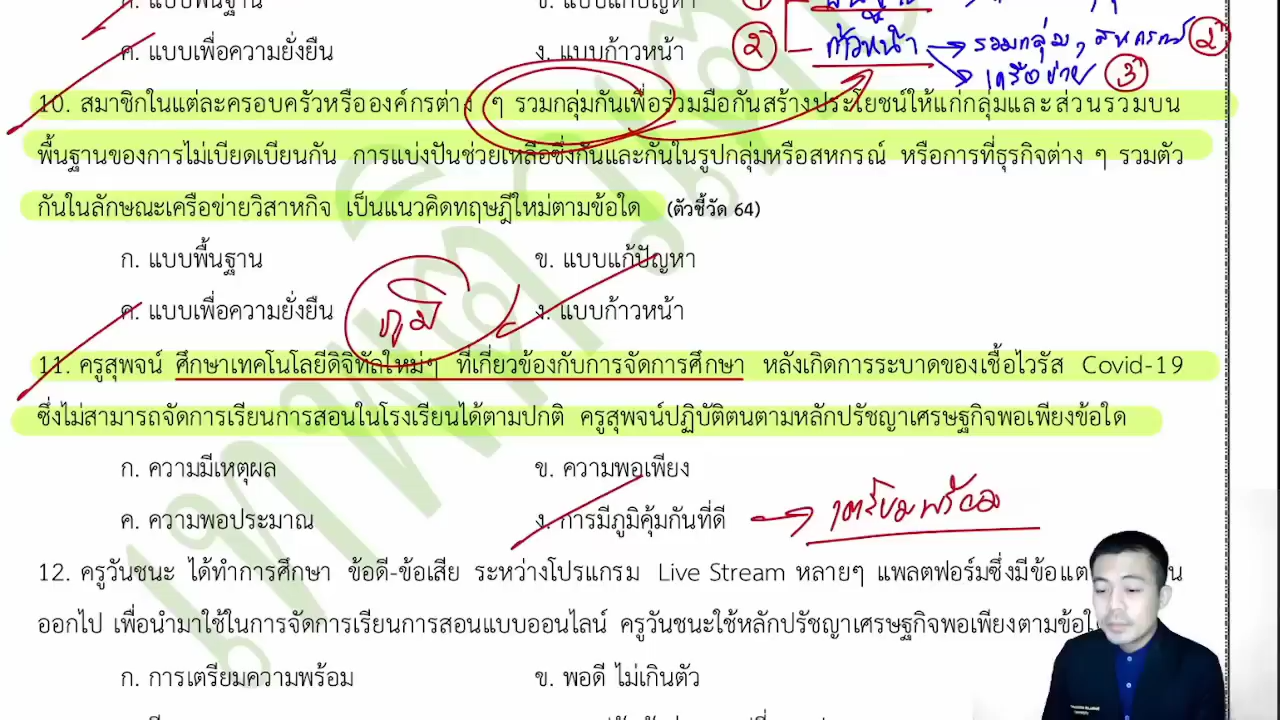 ก. แบบพื้นฐาน ข. แบบแก้ปัญหา
ค. แบบเพื่อความยั่งยืน ง. แบบก้าวหน้า
② ก้าวหน้า → รวมกลุ่ม, สหกรณ์ ②
→ เครือข่าย ③
10. สมาชิกในแต่ละครอบครัวหรือองค์กรต่าง ๆ รวมกลุ่มกันเพื่อร่วมมือกันสร้างประโยชน์ให้แก่กลุ่มและส่วนรวมบน
พื้นฐานของการไม่เบียดเบียนกัน การแบ่งปันช่วยเหลือซึ่งกันและกันในรูปกลุ่มหรือสหกรณ์ หรือการที่ธุรกิจต่าง ๆ รวมตัว
กันในลักษณะเครือข่ายวิสาหกิจ เป็นแนวคิดทฤษฎีใหม่ตามข้อใด (ตัวชี้วัด 64)
ก. แบบพื้นฐาน ข. แบบแก้ปัญหา
ค. แบบเพื่อความยั่งยืน ง. แบบก้าวหน้า
ภูมิ
11. ครูสุพจน์ ศึกษาเทคโนโลยีดิจิทัลใหม่ๆ ที่เกี่ยวข้องกับการจัดการศึกษา หลังเกิดการระบาดของเชื้อไวรัส Covid-19
ซึ่งไม่สามารถจัดการเรียนการสอนในโรงเรียนได้ตามปกติ ครูสุพจน์ปฏิบัติตนตามหลักปรัชญาเศรษฐกิจพอเพียงข้อใด
ก. ความมีเหตุผล ข. ความพอเพียง
ค. ความพอประมาณ ง. การมีภูมิคุ้มกันที่ดี → เตรียมพร้อม
12. ครูวันชนะ ได้ทำการศึกษา ข้อดี-ข้อเสีย ระหว่างโปรแกรม Live Stream หลายๆ แพลตฟอร์มซึ่งมีข้อ
ออกไป เพื่อนำมาใช้ในการจัดการเรียนการสอนแบบออนไลน์ ครูวันชนะใช้หลักปรัชญาเศรษฐกิจพอเพียงตาม
ก. การเตรียมความพร้อม ข. พอดี ไม่เกินตัว